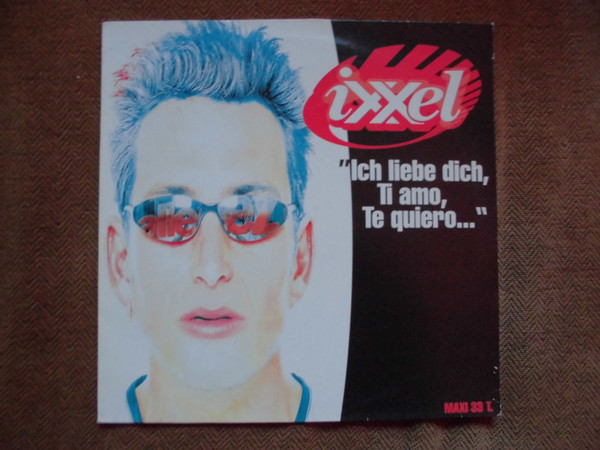 ixxel
"Ich liebe dich,
Ti amo,
Te quiero..."
MAXI 33 T.